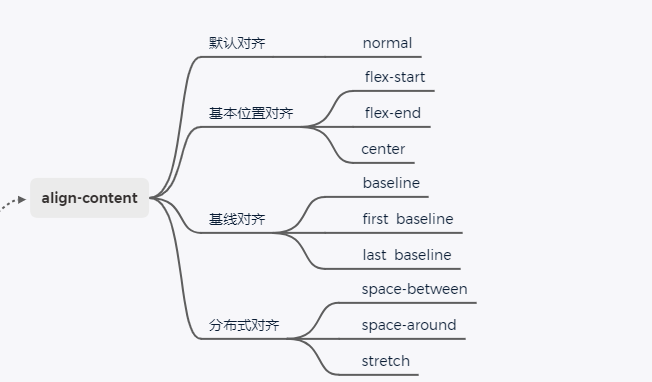 默认对齐
normal
基本位置对齐
flex-start
flex-end
center
align-content
基线对齐
baseline
first baseline
last baseline
分布式对齐
space-between
space-around
stretch